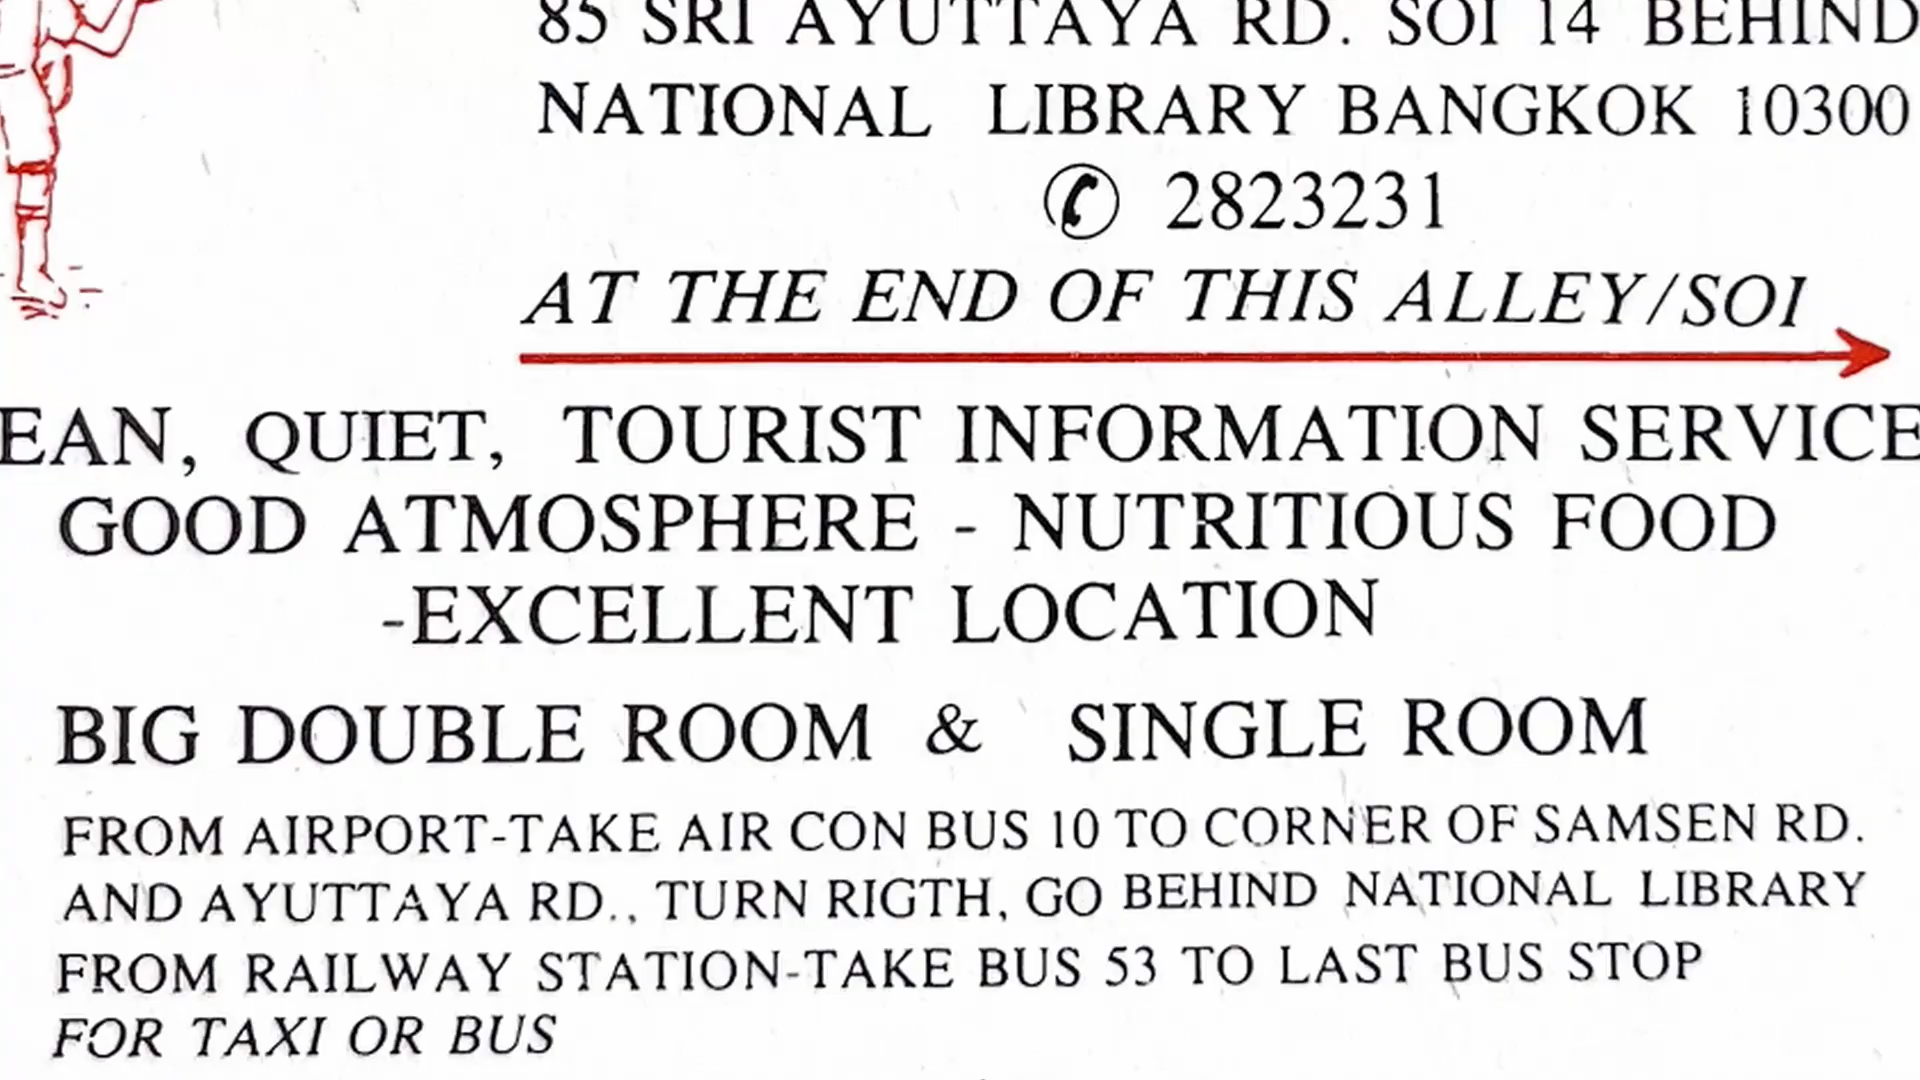 85 SRI AYUTTAYA RD. SOI 14 BEHIND
NATIONAL LIBRARY BANGKOK 10300
✆ 2823231
AT THE END OF THIS ALLEY/SOI
EAN, QUIET, TOURIST INFORMATION SERVICE
GOOD ATMOSPHERE - NUTRITIOUS FOOD
-EXCELLENT LOCATION
BIG DOUBLE ROOM & SINGLE ROOM
FROM AIRPORT-TAKE AIR CON BUS 10 TO CORNER OF SAMSEN RD.
AND AYUTTAYA RD., TURN RIGTH, GO BEHIND NATIONAL LIBRARY
FROM RAILWAY STATION-TAKE BUS 53 TO LAST BUS STOP
FOR TAXI OR BUS